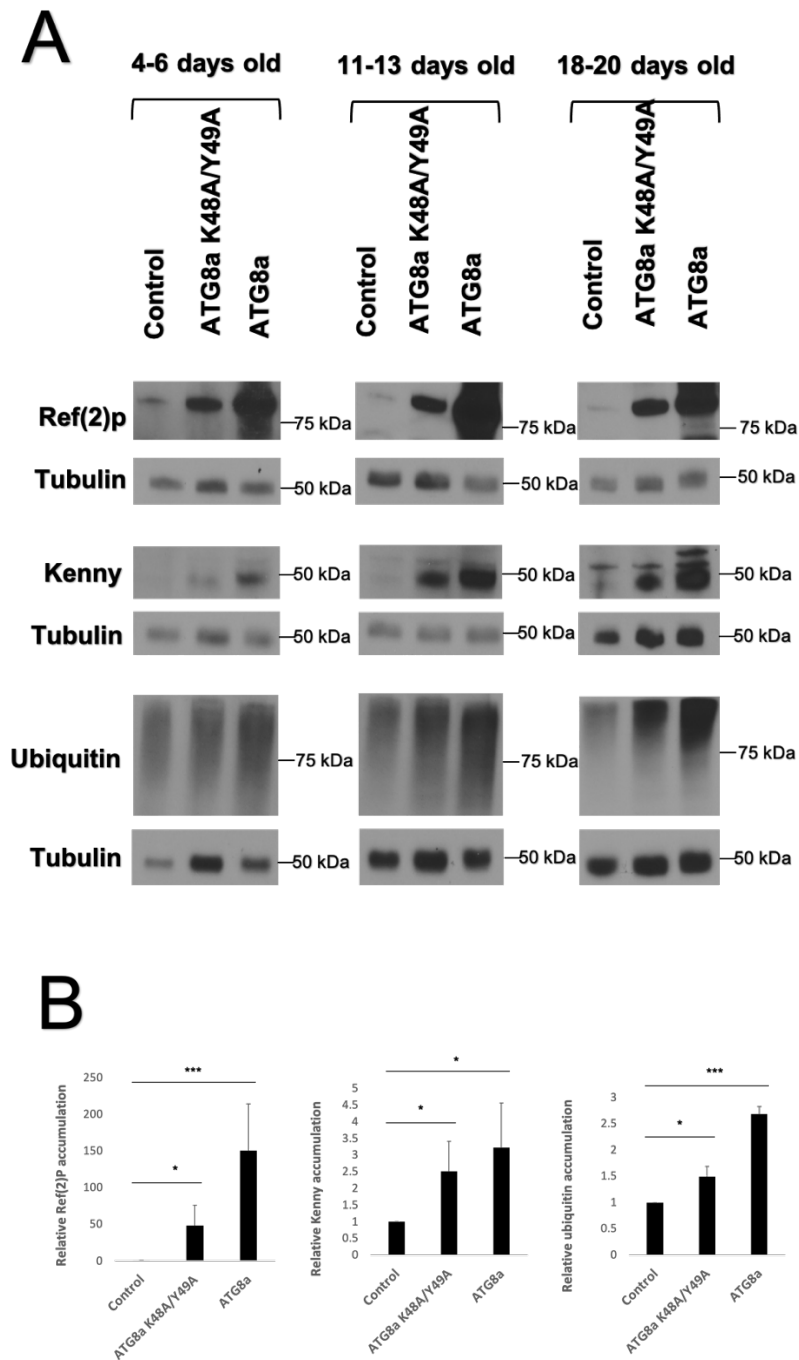 A
4-6 days old
11-13 days old
18-20 days old
Control
ATG8a K48A/Y49A
ATG8a
Control
ATG8a K48A/Y49A
ATG8a
Control
ATG8a K48A/Y49A
ATG8a
Ref(2)p
75 kDa
75 kDa
75 kDa
Tubulin
50 kDa
50 kDa
50 kDa
Kenny
50 kDa
50 kDa
50 kDa
Tubulin
50 kDa
50 kDa
50 kDa
Ubiquitin
75 kDa
75 kDa
75 kDa
Tubulin
50 kDa
50 kDa
50 kDa
B
Relative Ref(2)P accumulation
250
200
150
100
50
0
***
*
Control
ATG8a K48A/Y49A
ATG8a
Relative Kenny accumulation
5
4.5
4
3.5
3
2.5
2
1.5
1
0.5
0
*
*
Control
ATG8a K48A/Y49A
ATG8a
Relative ubiquitin accumulation
3
2.5
2
1.5
1
0.5
0
***
*
Control
ATG8a K48A/Y49A
ATG8a